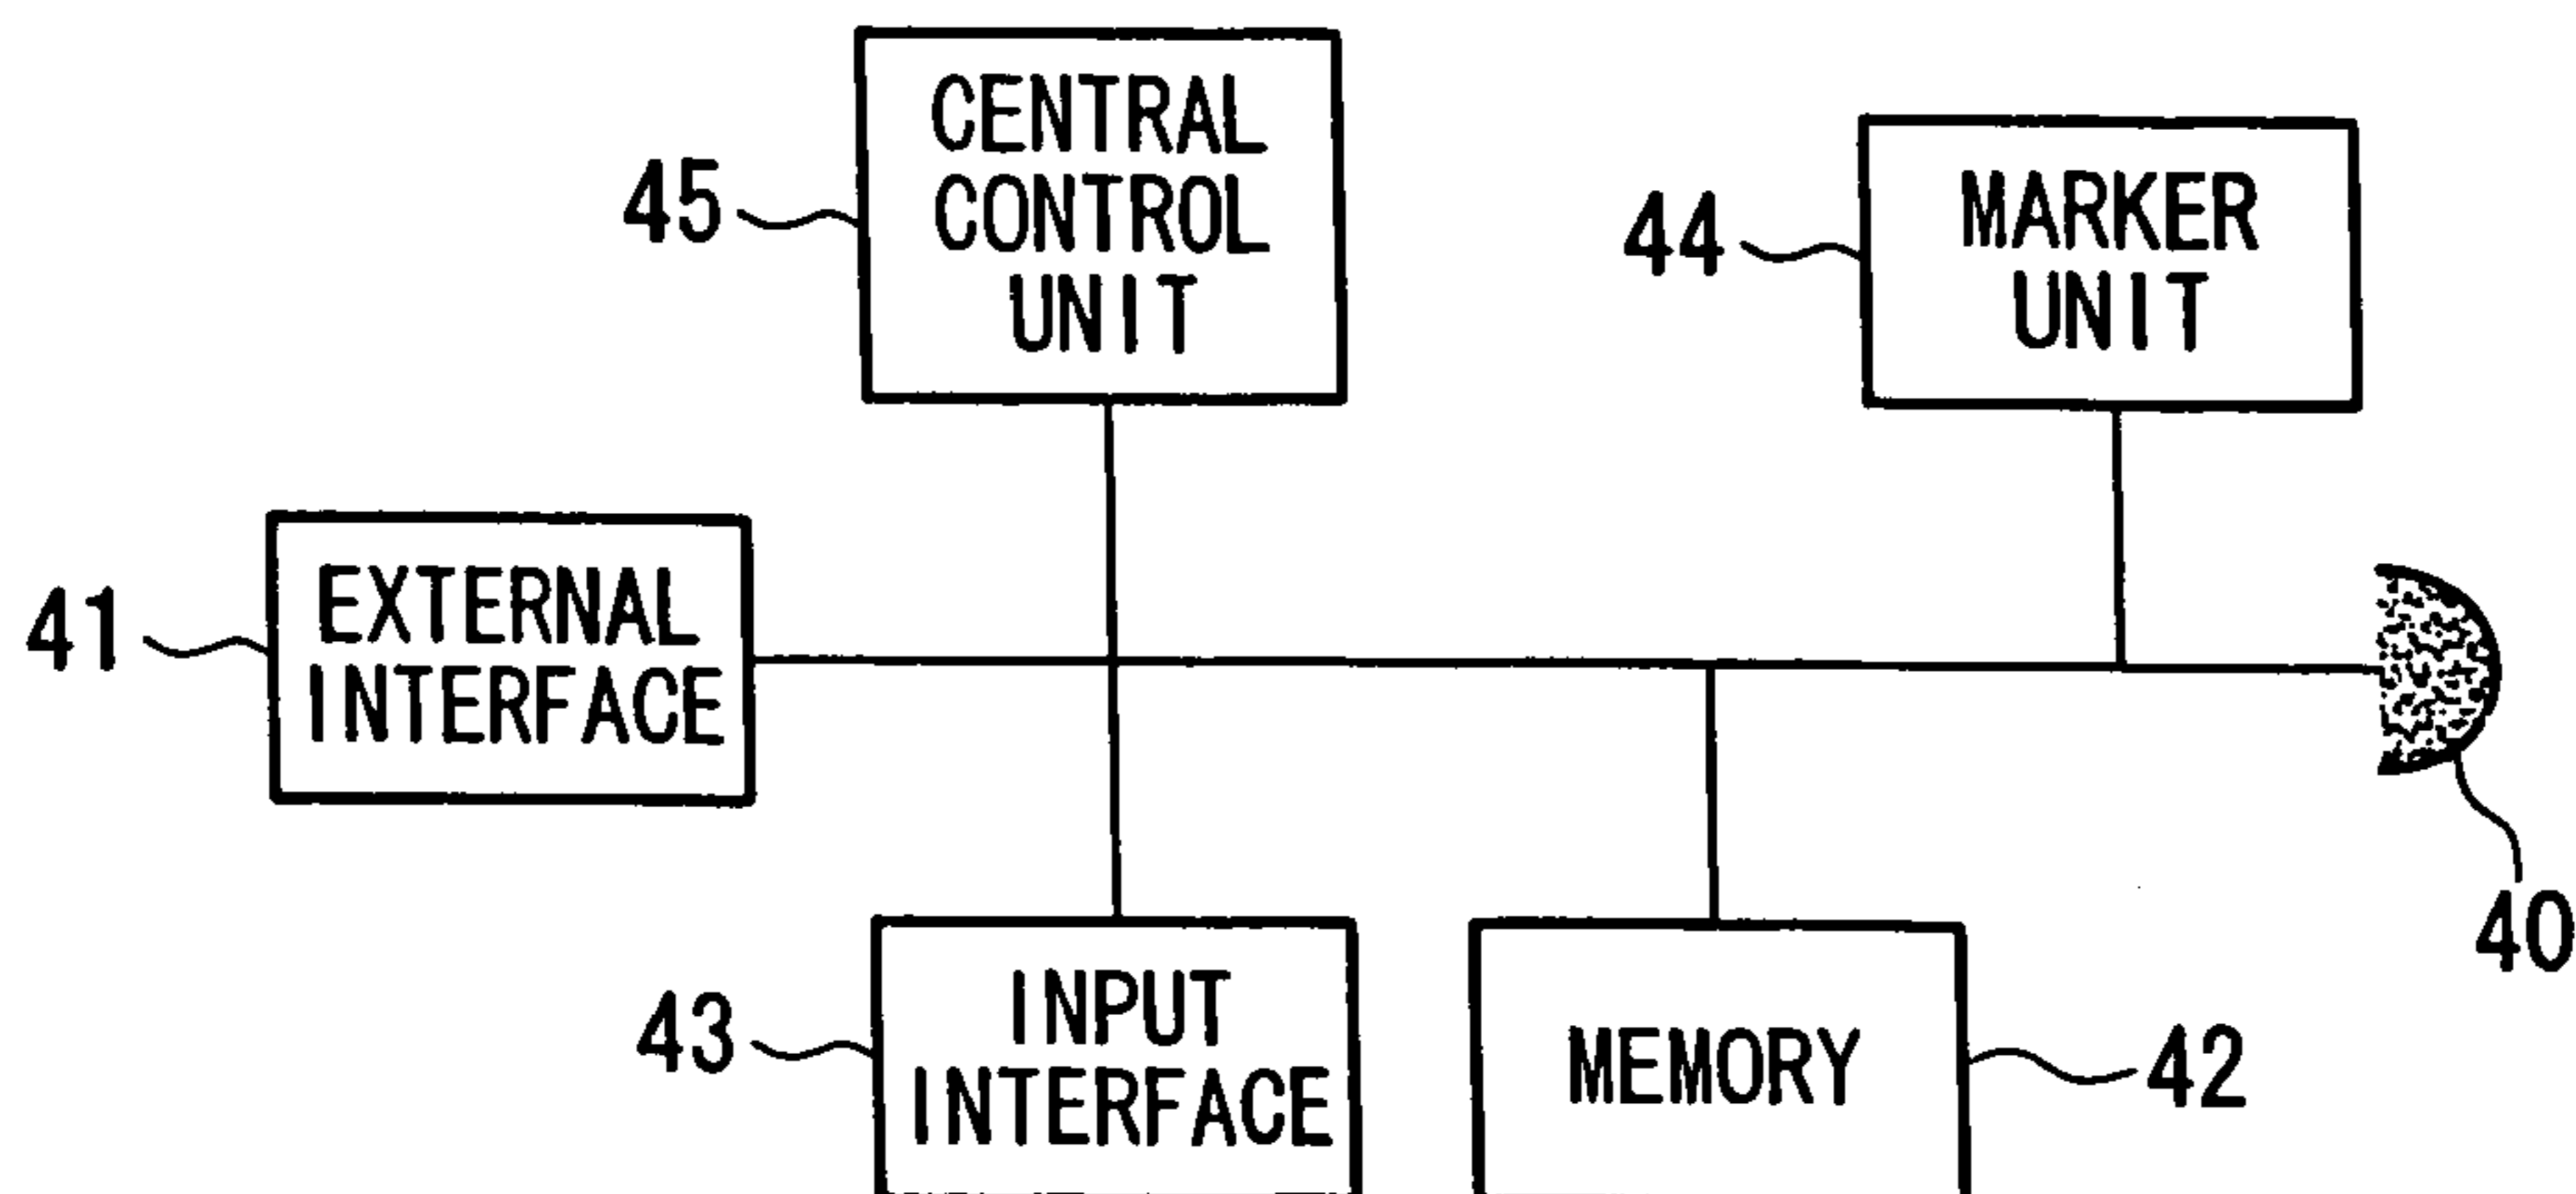 CENTRAL
CONTROL
UNIT
45
MARKER
UNIT
44
EXTERNAL
INTERFACE
41
40
INPUT
INTERFACE
43
MEMORY
42